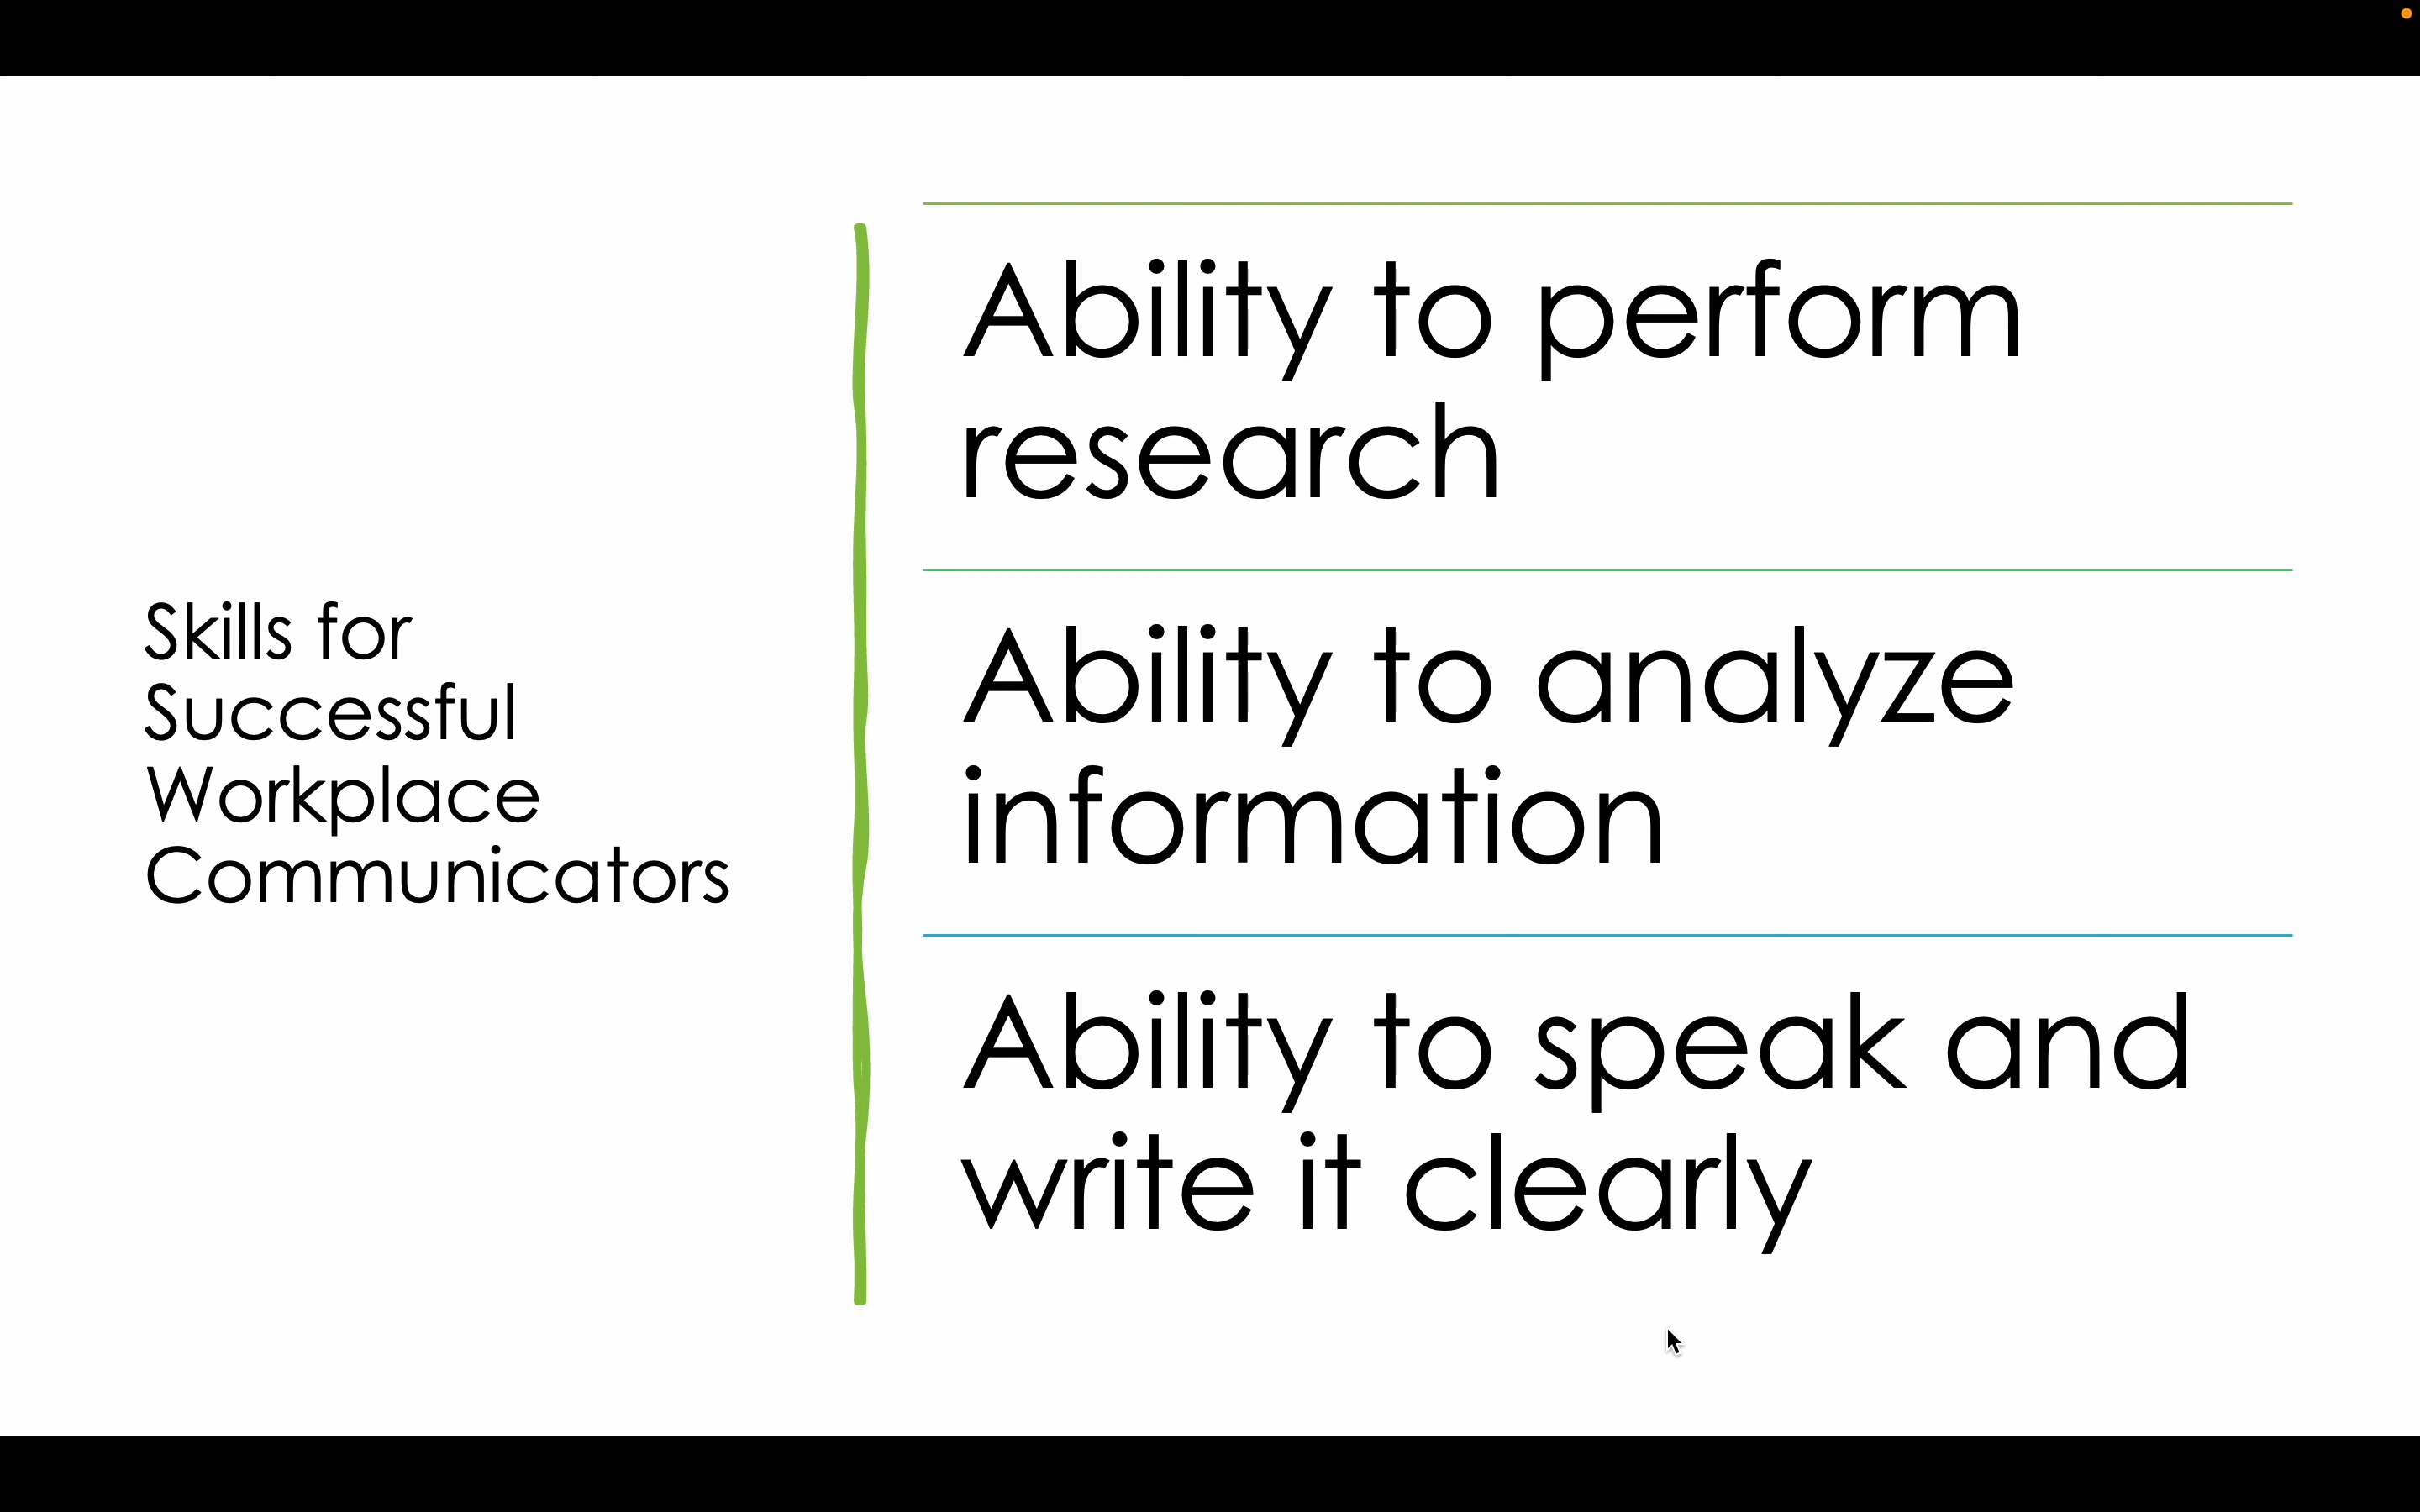 Skills for
Successful
Workplace
Communicators
Ability to perform
research
Ability to analyze
information
Ability to speak and
write it clearly